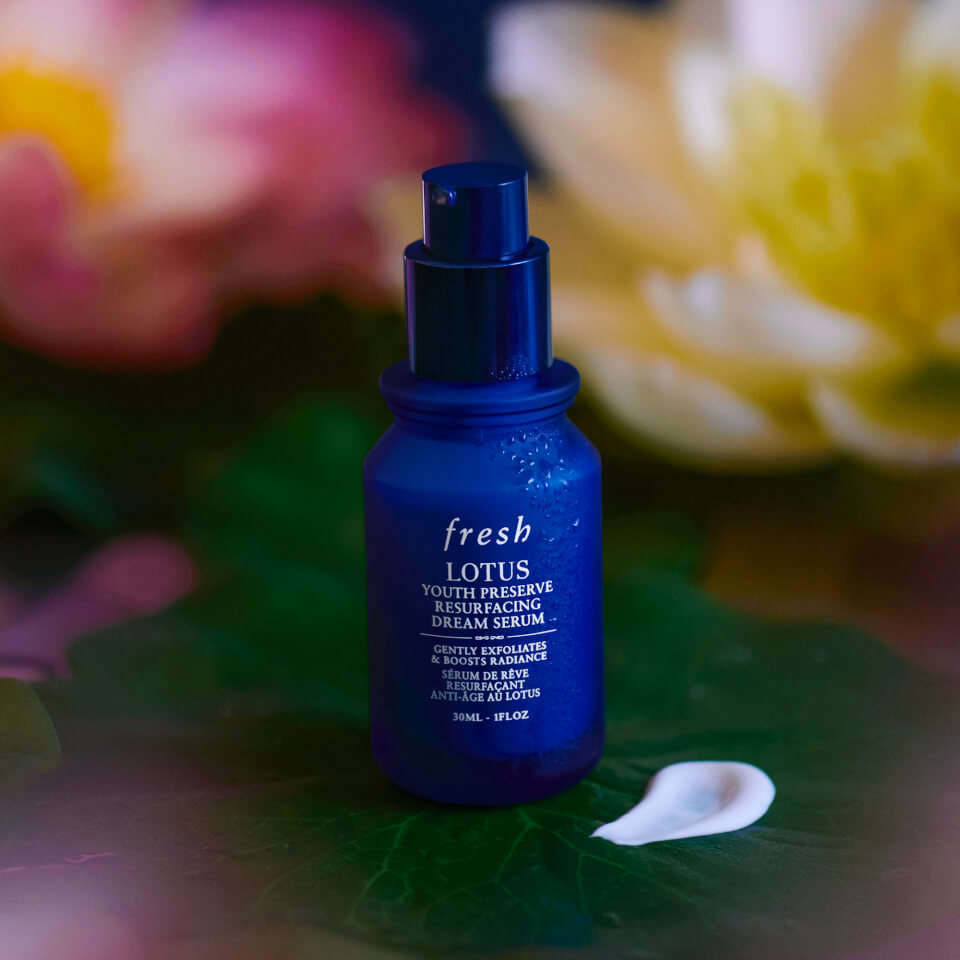 fresh
LOTUS
YOUTH PRESERVE
RESURFACING
DREAM SERUM
GENTLY EXFOLIATES
& BOOSTS RADIANCE
SÉRUM DE RÊVE
RESURFAÇANT
ANTI-ÂGE AU LOTUS
30ML - 1FLOZ